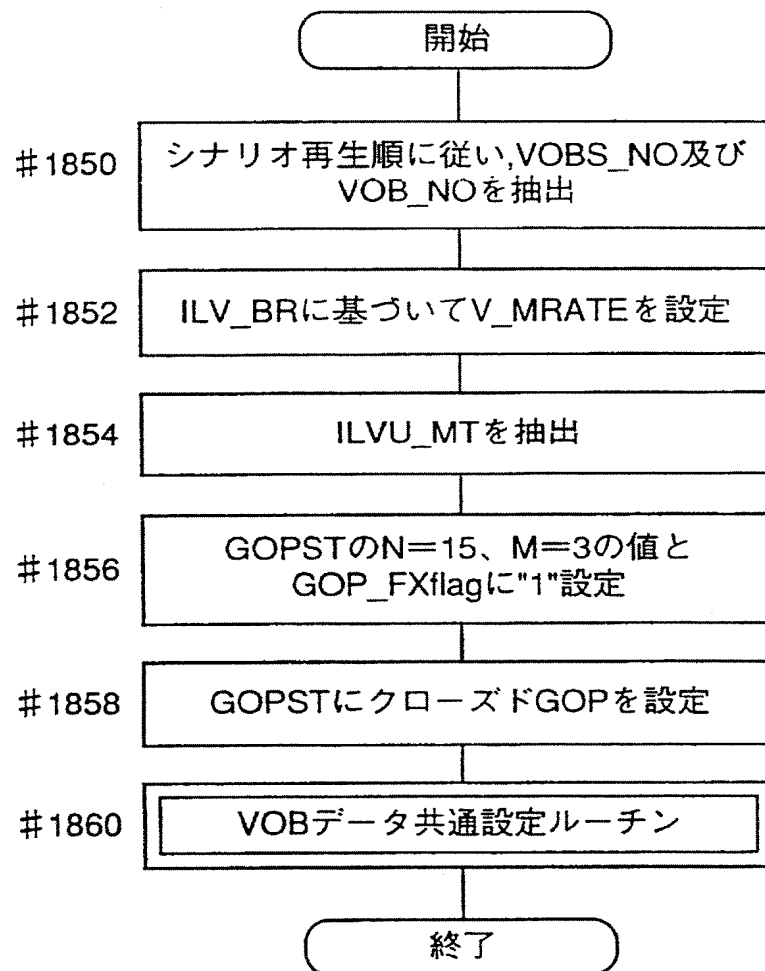 開始
#1850
シナリオ再生順に従い,VOBS_NO及び
VOB_NOを抽出
#1852
ILV_BRに基づいてV_MRATEを設定
#1854
ILVU_MTを抽出
#1856
GOPSTのN=15、M=3の値と
GOP_FXflagに"1"設定
#1858
GOPSTにクローズドGOPを設定
#1860
VOBデータ共通設定ルーチン
終了